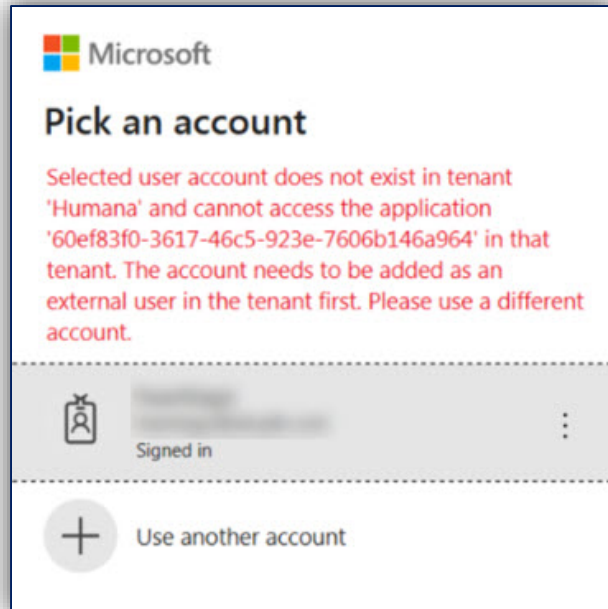 Microsoft
Pick an account
Selected user account does not exist in tenant
'Humana' and cannot access the application
'60ef83f0-3617-46c5-923e-7606b146a964' in that
tenant. The account needs to be added as an
external user in the tenant first. Please use a different
account.
Signed in
Use another account